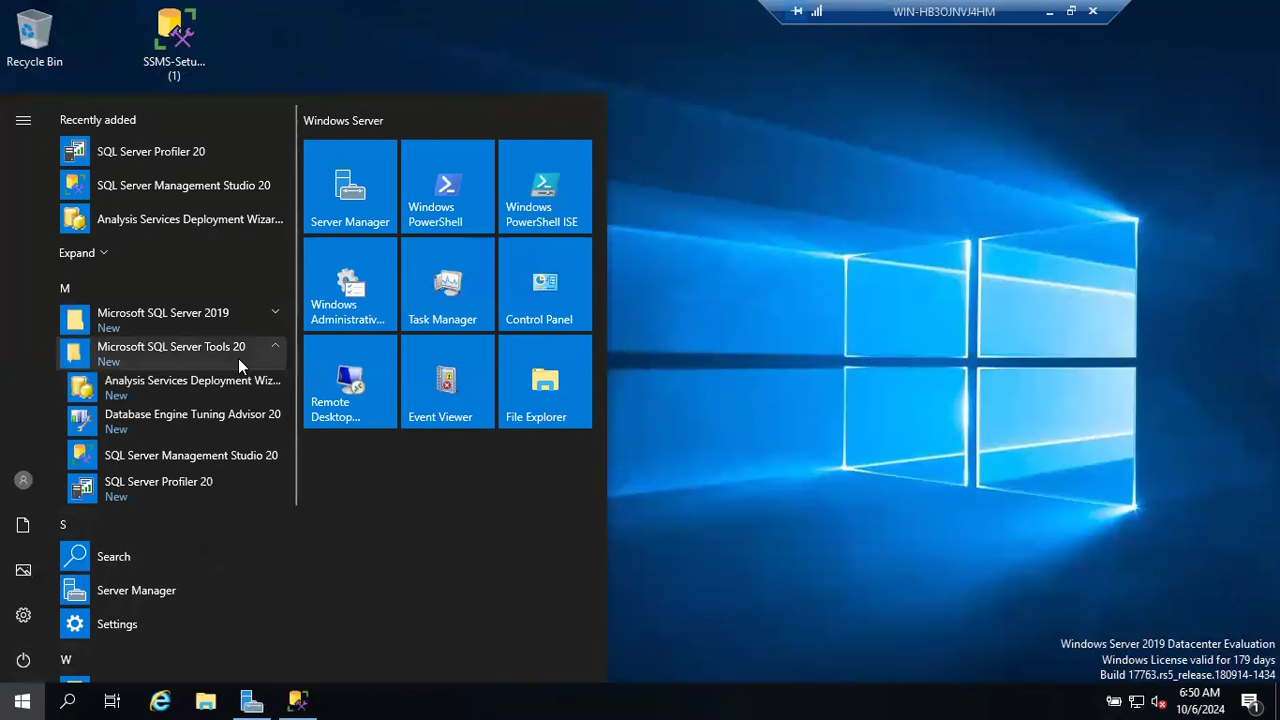 WIN-HB3OJNVJ4HM
Recycle Bin
SSMS-Setu...
(1)
Recently added
SQL Server Profiler 20
SQL Server Management Studio 20
Analysis Services Deployment Wizar...
Expand
M
Microsoft SQL Server 2019
New
Microsoft SQL Server Tools 20
New
Analysis Services Deployment Wiz...
New
Database Engine Tuning Advisor 20
New
SQL Server Management Studio 20
SQL Server Profiler 20
New
S
Search
Server Manager
Settings
W
Windows Server
Server Manager
Windows
PowerShell
Windows
PowerShell ISE
Windows
Administrativ...
Task Manager
Control Panel
Remote
Desktop...
Event Viewer
File Explorer
Windows Server 2019 Datacenter Evaluation
Windows License valid for 179 days
Build 17763.rs5_release.180914-1434
6:50 AM
10/6/2024
1